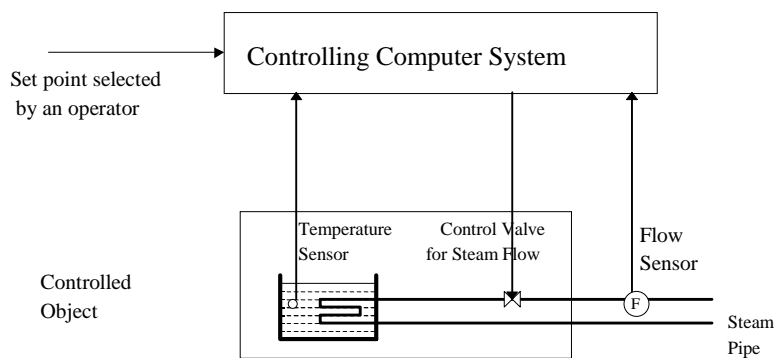 Controlling Computer System
Set point selected
by an operator
Temperature
Sensor
Control Valve
for Steam Flow
Flow
Sensor
Controlled
Object
F
Steam
Pipe